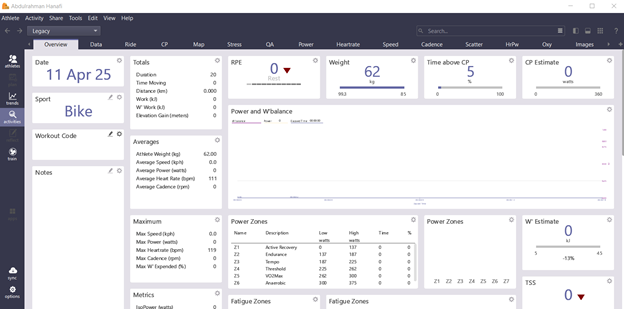 Abdulrahman Hanafi
Athlete Activity Share Tools Edit View Help
Legacy
Search...
Overview Data Ride CP Map Stress QA Power Heartrate Speed Cadence Scatter HrPw Oxy Images
athletes
trends
activities
train
sync
options
Date
11 Apr 25
Sport
Bike
Workout Code
Notes
Totals
Duration 20
Time Moving 0
Distance (km) 0.000
Work (kJ) 0
W' Work (kJ) 0
Elevation Gain (meters) 0
Averages
Athlete Weight (kg) 62.00
Average Speed (kph) 0.0
Average Power (watts) 0
Average Heart Rate (bpm) 111
Average Cadence (rpm) 0
Maximum
Max Speed (kph) 0.0
Max Power (watts) 0
Max Heartrate (bpm) 119
Max Cadence (rpm) 0
Max W' Expended (%) 0
Metrics
RPE
0
Rest
Weight
62
kg
Time above CP
5
%
0 100
CP Estimate
0
watts
0 360
Power and W'balance
Power Zones
Name Description Low High Time %
watts watts
Z1 Active Recovery 0 137 0 0
Z2 Endurance 137 187 0 0
Z3 Tempo 187 225 0 0
Z4 Threshold 225 262 0 0
Z5 VO2Max 262 300 0 0
Z6 Anaerobic 300 375 0 0
Power Zones
Z1 Z2 Z3 Z4 Z5 Z6 Z7
W' Estimate
0
kJ
5 45
-13%
TSS
0
Fatigue Zones
Fatigue Zones